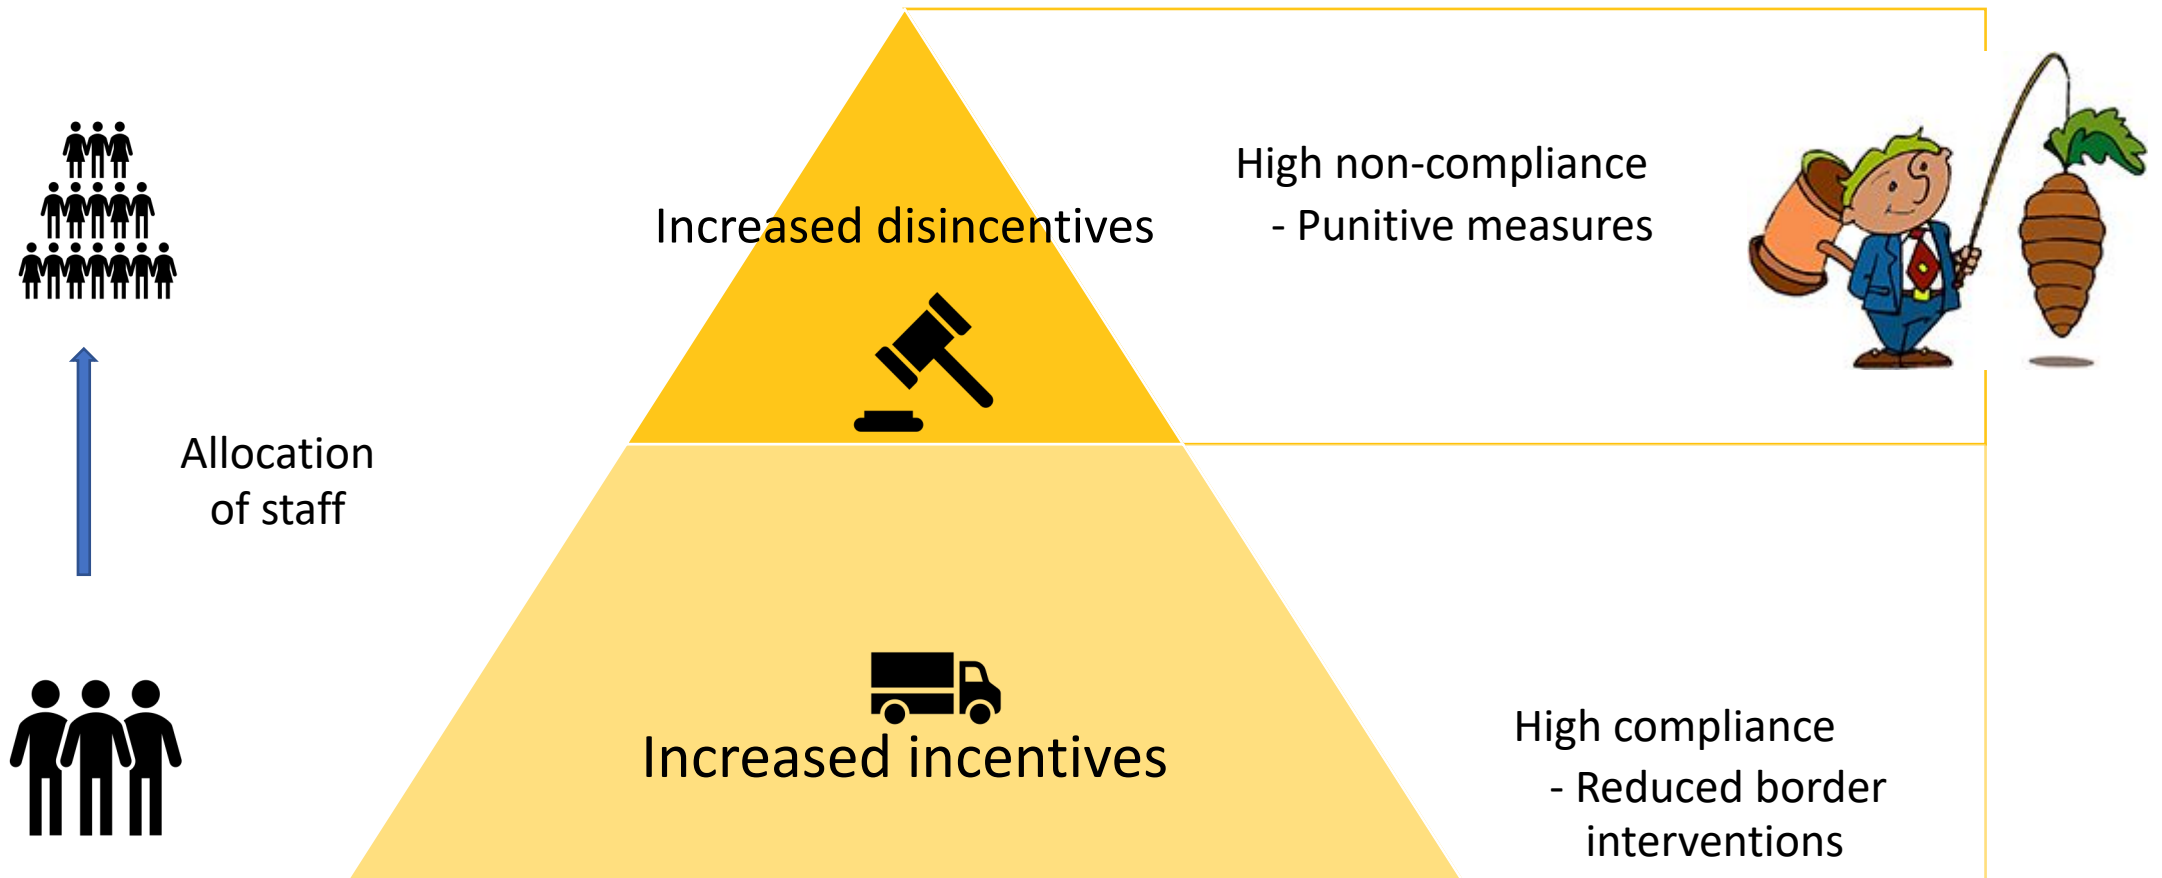 High non-compliance
Increased disincentives
- Punitive measures
Allocation
of staff
High compliance
Increased incentives
- Reduced border
interventions